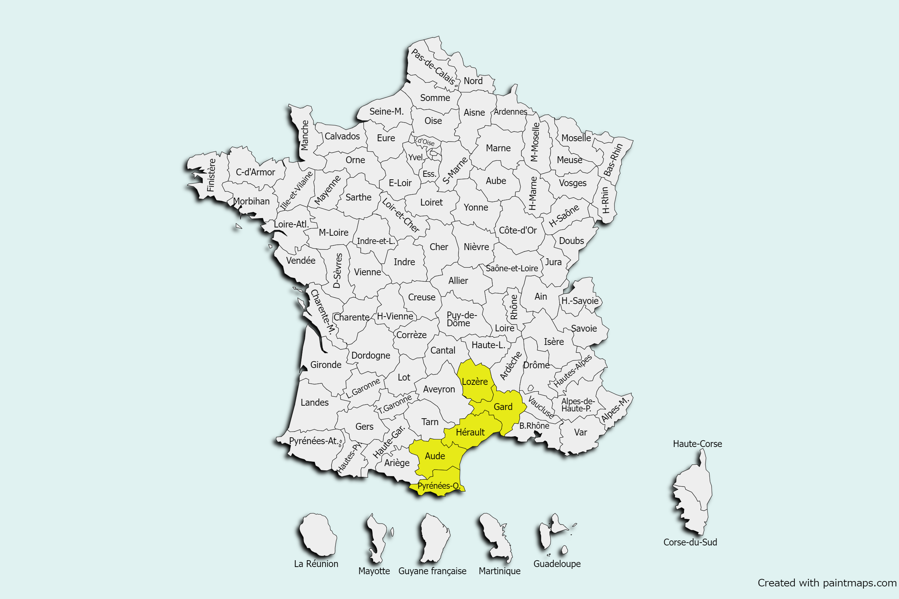 Pas-de-Calais
Nord
Somme
Seine-M.
Oise
Aisne
Ardennes
Manche
Calvados
Eure
d'Oise
Yvel.
Ess.
S-Marne
Marne
M-Moselle
Moselle
Meuse
Bas-Rhin
Finistère
C-d'Armor
Morbihan
Ille-et-Vilaine
Mayenne
Orne
Sarthe
E-Loir
Loiret
Loir-et-Cher
Yonne
Aube
H-Marne
Vosges
H-Rhin
H-Saône
Côte-d'Or
Doubs
Jura
Loire-Atl.
M-Loire
Indre-et-L.
Cher
Nièvre
Saône-et-Loire
Vendée
D-Sèvres
Vienne
Indre
Allier
Charente-M.
Charente
H-Vienne
Creuse
Puy-de-
Dôme
Loire
Rhône
Ain
H.-Savoie
Savoie
Isère
Corrèze
Cantal
Haute-L.
Ardèche
Drôme
Hautes-Alpes
Gironde
Dordogne
Lot
Aveyron
Lozère
Gard
Vaucluse
Alpes-de-
Haute-P.
Alpes-M.
Landes
L.Garonne
T.Garonne
Tarn
Hérault
B.Rhône
Var
Gers
Haute-Gar.
Pyrénées-At.
Hautes-Py.
Ariège
Aude
Pyrénées-O.
Haute-Corse
Corse-du-Sud
La Réunion
Mayotte
Guyane française
Martinique
Guadeloupe
Created with paintmaps.com